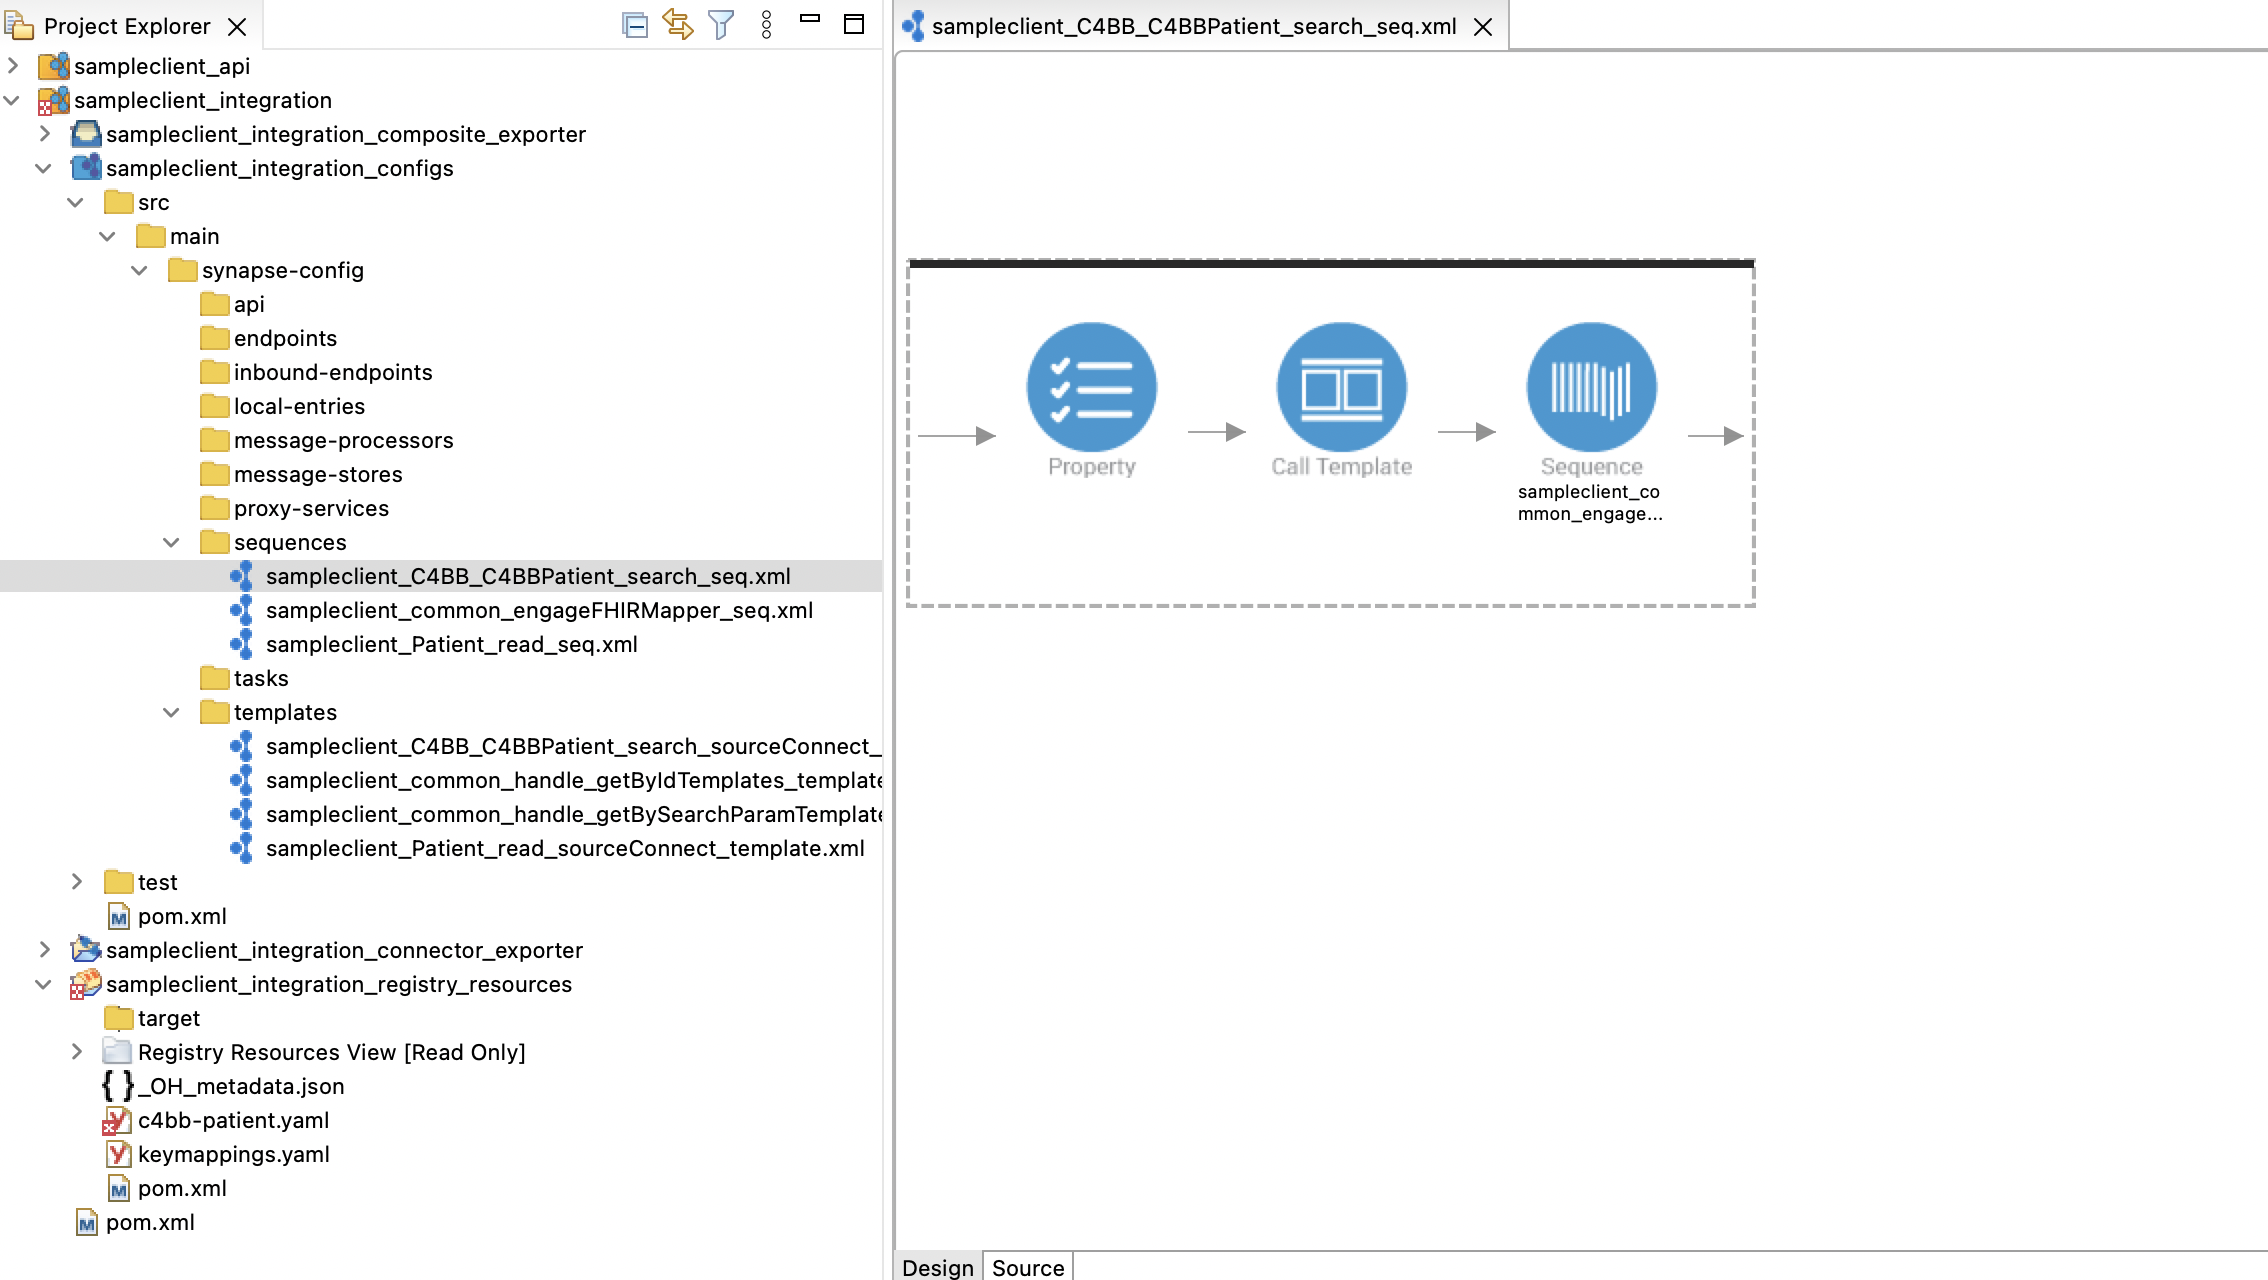 Project Explorer
sampleclient_api
sampleclient_integration
sampleclient_integration_composite_exporter
sampleclient_integration_configs
src
main
synapse-config
api
endpoints
inbound-endpoints
local-entries
message-processors
message-stores
proxy-services
sequences
sampleclient_C4BB_C4BBPatient_search_seq.xml
sampleclient_common_engageFHIRMapper_seq.xml
sampleclient_Patient_read_seq.xml
tasks
templates
sampleclient_C4BB_C4BBPatient_search_sourceConnect_
sampleclient_common_handle_getByIdTemplates_template
sampleclient_common_handle_getBySearchParamTemplate
sampleclient_Patient_read_sourceConnect_template.xml
test
pom.xml
sampleclient_integration_connector_exporter
sampleclient_integration_registry_resources
target
Registry Resources View [Read Only]
{ } _OH_metadata.json
c4bb-patient.yaml
keymappings.yaml
pom.xml
pom.xml
sampleclient_C4BB_C4BBPatient_search_seq.xml
Property
Call Template
Sequence
sampleclient_co
mmon_engage...
Design
Source